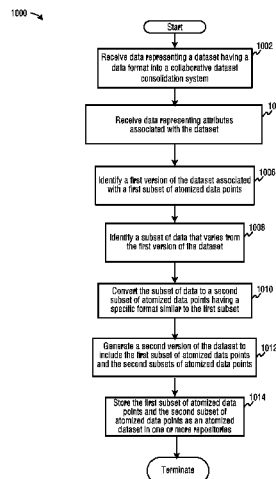 1000
Start
1002
Receive data representing a dataset having a
data format into a collaborative dataset
consolidation system
10
Receive data representing attributes
associated with the dataset
1006
Identify a first version of the dataset associated
with a first subset of atomized data points
1008
Identify a subset of data that varies from
the first version of the dataset
1010
Convert the subset of data to a second
subset of atomized data points having a
specific format similar to the first subset
1012
Generate a second version of the dataset to
include the first subset of atomized data points
and the second subsets of atomized data points
1014
Store the first subset of atomized data
points and the second subset of
atomized data points as an atomized
dataset in one or more repositories
Terminate